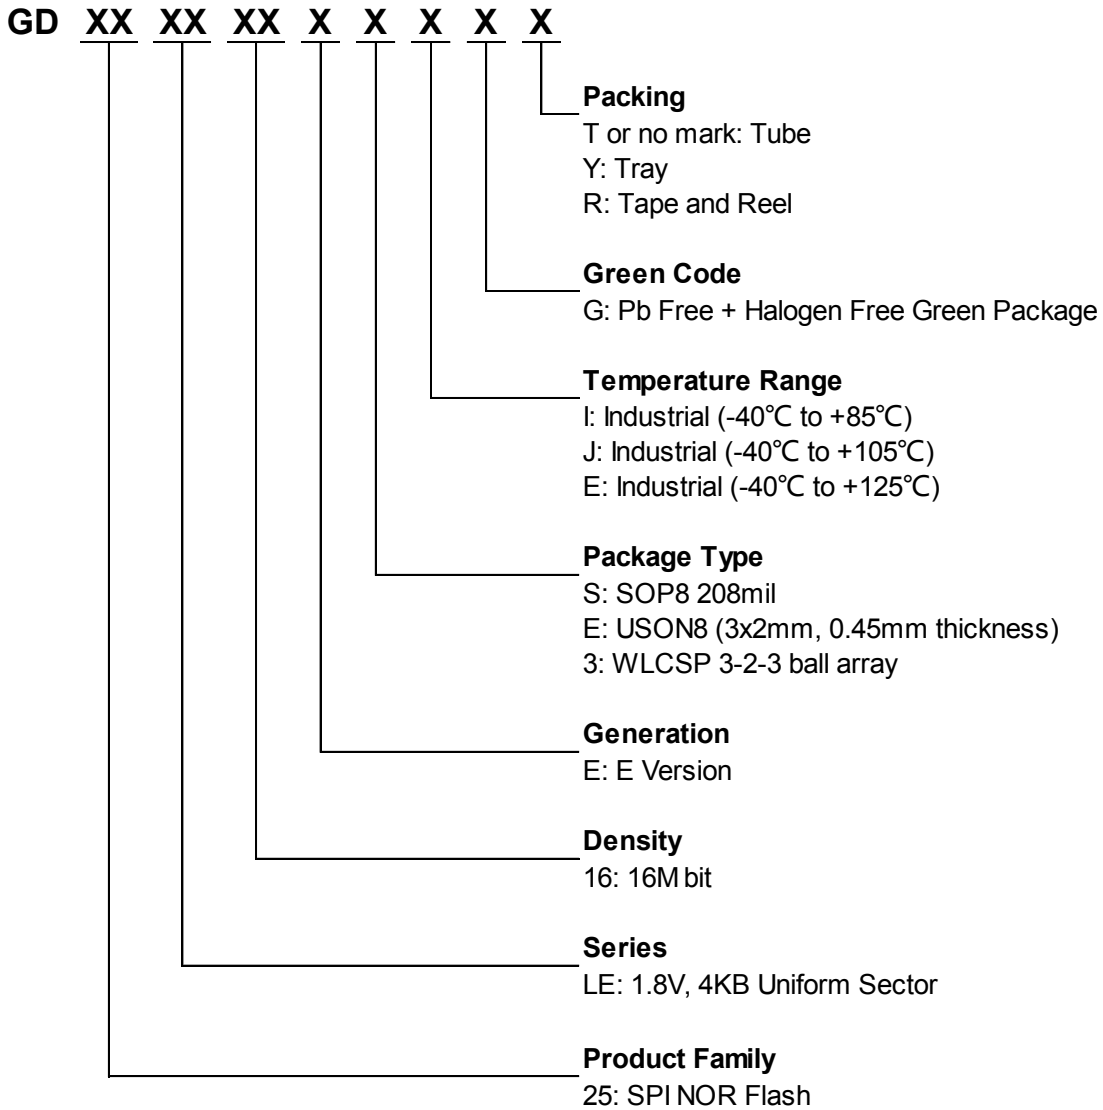 GD XX XX XX X X X X X
Packing
T or no mark: Tube
Y: Tray
R: Tape and Reel
Green Code
G: Pb Free + Halogen Free Green Package
Temperature Range
I: Industrial (-40℃ to +85℃)
J: Industrial (-40℃ to +105℃)
E: Industrial (-40℃ to +125℃)
Package Type
S: SOP8 208mil
E: USON8 (3x2mm, 0.45mm thickness)
3: WLCSP 3-2-3 ball array
Generation
E: E Version
Density
16: 16M bit
Series
LE: 1.8V, 4KB Uniform Sector
Product Family
25: SPI NOR Flash